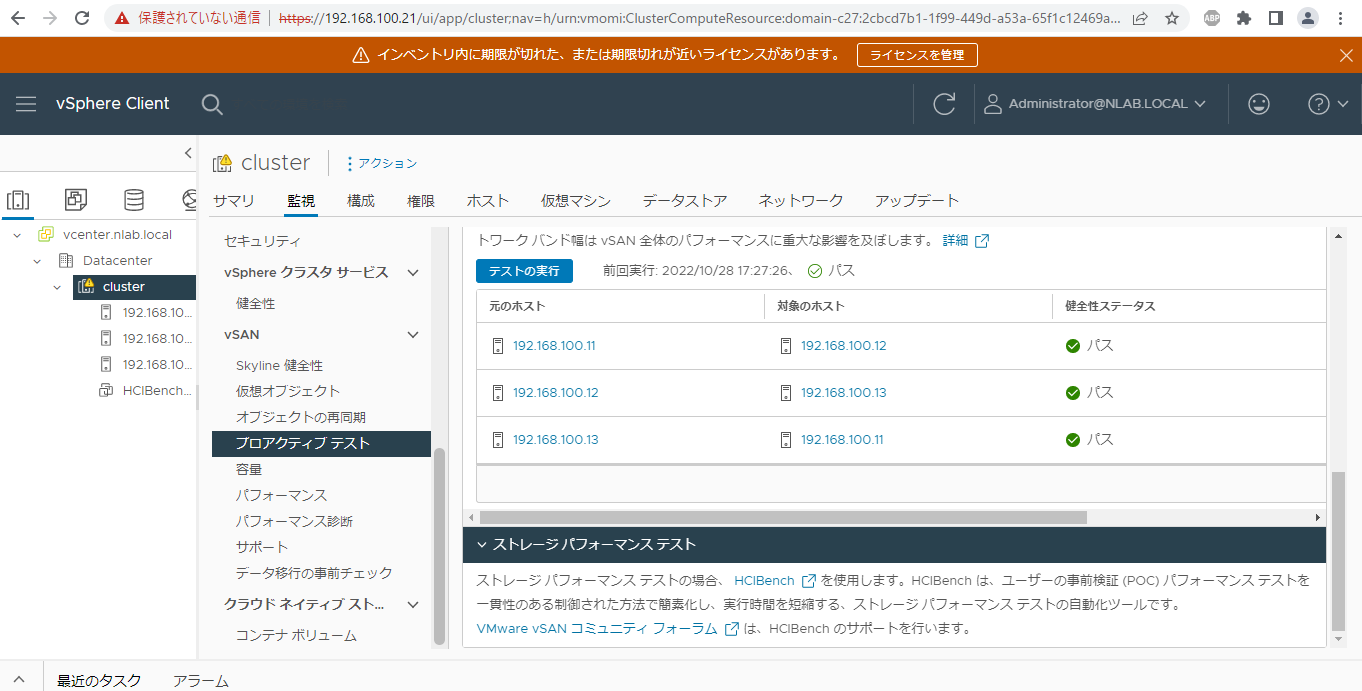 保護されていない通信 https://192.168.100.21/ui/app/cluster;nav=h/urn:vmomi:ClusterComputeResource:domain-c27:2cbcd7b1-1f99-449d-a53a-65f1c12469a...
ABP
インベントリ内に期限が切れた、または期限切れが近いライセンスがあります。 ライセンスを管理
vSphere Client
Administrator@NLAB.LOCAL
cluster
アクション
サマリ 監視 構成 権限 ホスト 仮想マシン データストア ネットワーク アップデート
vcenter.nlab.local
Datacenter
cluster
192.168.10...
192.168.10...
192.168.10...
HCIBench...
セキュリティ
vSphere クラスタ サービス
健全性
vSAN
Skyline 健全性
仮想オブジェクト
オブジェクトの再同期
プロアクティブ テスト
容量
パフォーマンス
パフォーマンス診断
サポート
データ移行の事前チェック
クラウド ネイティブ スト...
コンテナ ボリューム
トワーク バンド幅は vSAN 全体のパフォーマンスに重大な影響を及ぼします。 詳細
テストの実行 前回実行: 2022/10/28 17:27:26、 パス
元のホスト 対象のホスト 健全性ステータス
192.168.100.11 192.168.100.12 パス
192.168.100.12 192.168.100.13 パス
192.168.100.13 192.168.100.11 パス
ストレージ パフォーマンス テスト
ストレージ パフォーマンス テストの場合、 HCIBench を使用します。HCIBench は、ユーザーの事前検証 (POC) パフォーマンス テストを
一貫性のある制御された方法で簡素化し、実行時間を短縮する、ストレージ パフォーマンス テストの自動化ツールです。
VMware vSAN コミュニティ フォーラム は、HCIBench のサポートを行います。
最近のタスク アラーム